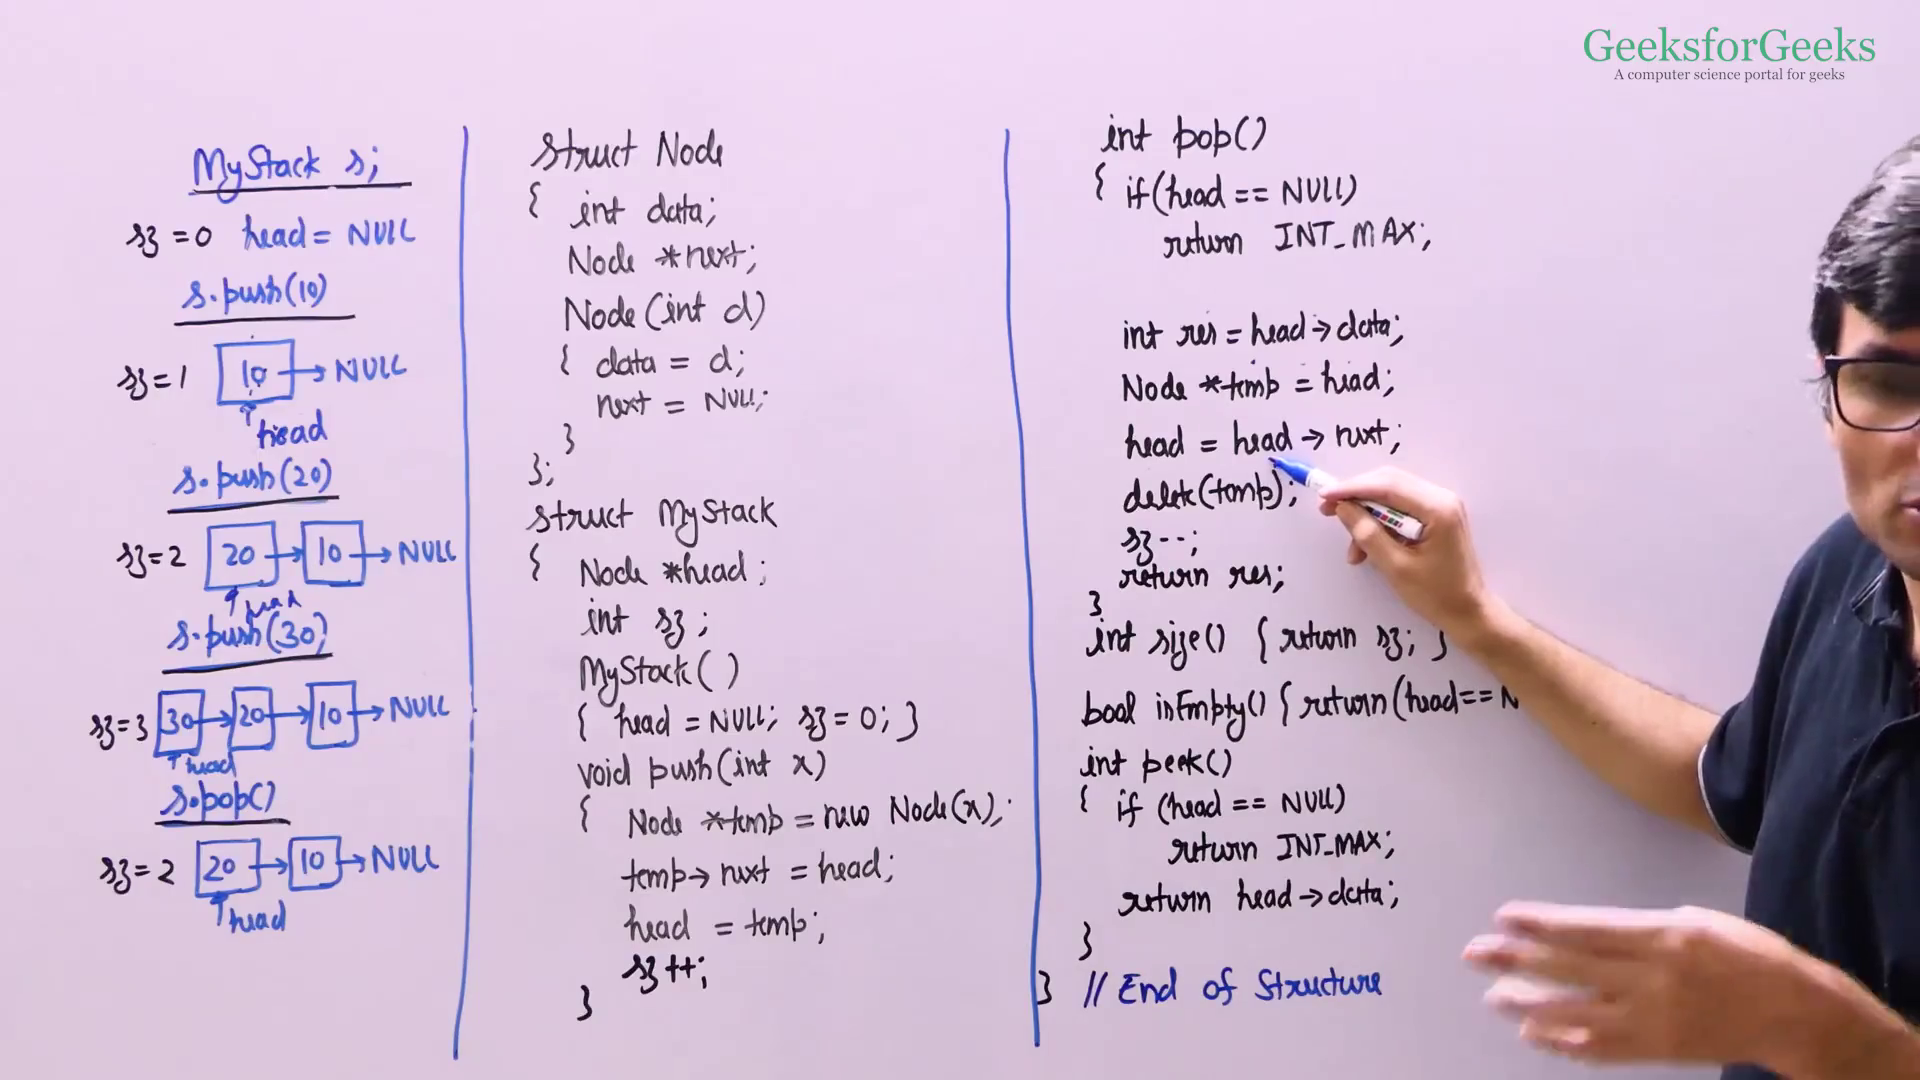 GeeksforGeeks
A computer science portal for geeks
MyStack s;
sz = 0 head = NULL
s.push(10)
sz = 1 10 → NULL
head
s.push(20)
sz = 2 20 → 10 → NULL
head
s.push(30)
sz = 3 30 → 20 → 10 → NULL
head
s.pop()
sz = 2 20 → 10 → NULL
head
struct Node
{ int data;
Node *next;
Node(int d)
{ data = d;
next = NULL;
}
};
struct MyStack
{ Node *head;
int sz;
MyStack( )
{ head = NULL; sz = 0; }
void push(int x)
{ Node *temp = new Node(x);
temp → next = head;
head = temp;
sz++;
}
int pop()
{ if(head == NULL)
return INT_MAX;
int res = head → data;
Node *temp = head;
head = head → next;
delete(temp);
sz--;
return res;
}
int size() { return sz; }
bool isEmpty() { return (head == N
int peek()
{ if (head == NULL)
return INT_MAX;
return head → data;
}
} // End of Structure